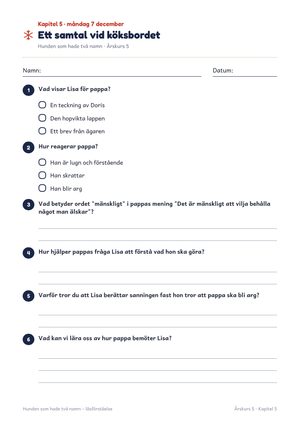 Kapitel 5 · måndag 7 december
Ett samtal vid köksbordet
Hunden som hade två namn · Årskurs 5
Namn:
Datum:
1 Vad visar Lisa för pappa?
En teckning av Doris
Den hopvikta lappen
Ett brev från ägaren
2 Hur reagerar pappa?
Han är lugn och förstående
Han skrattar
Han blir arg
3 Vad betyder ordet "mänskligt" i pappas mening "Det är mänskligt att vilja behålla
något man älskar"?
4 Hur hjälper pappas fråga Lisa att förstå vad hon ska göra?
5 Varför tror du att Lisa berättar sanningen fast hon tror att pappa ska bli arg?
6 Vad kan vi lära oss av hur pappa bemöter Lisa?
Hunden som hade två namn – läsförståelse
Årskurs 5 · Kapitel 5